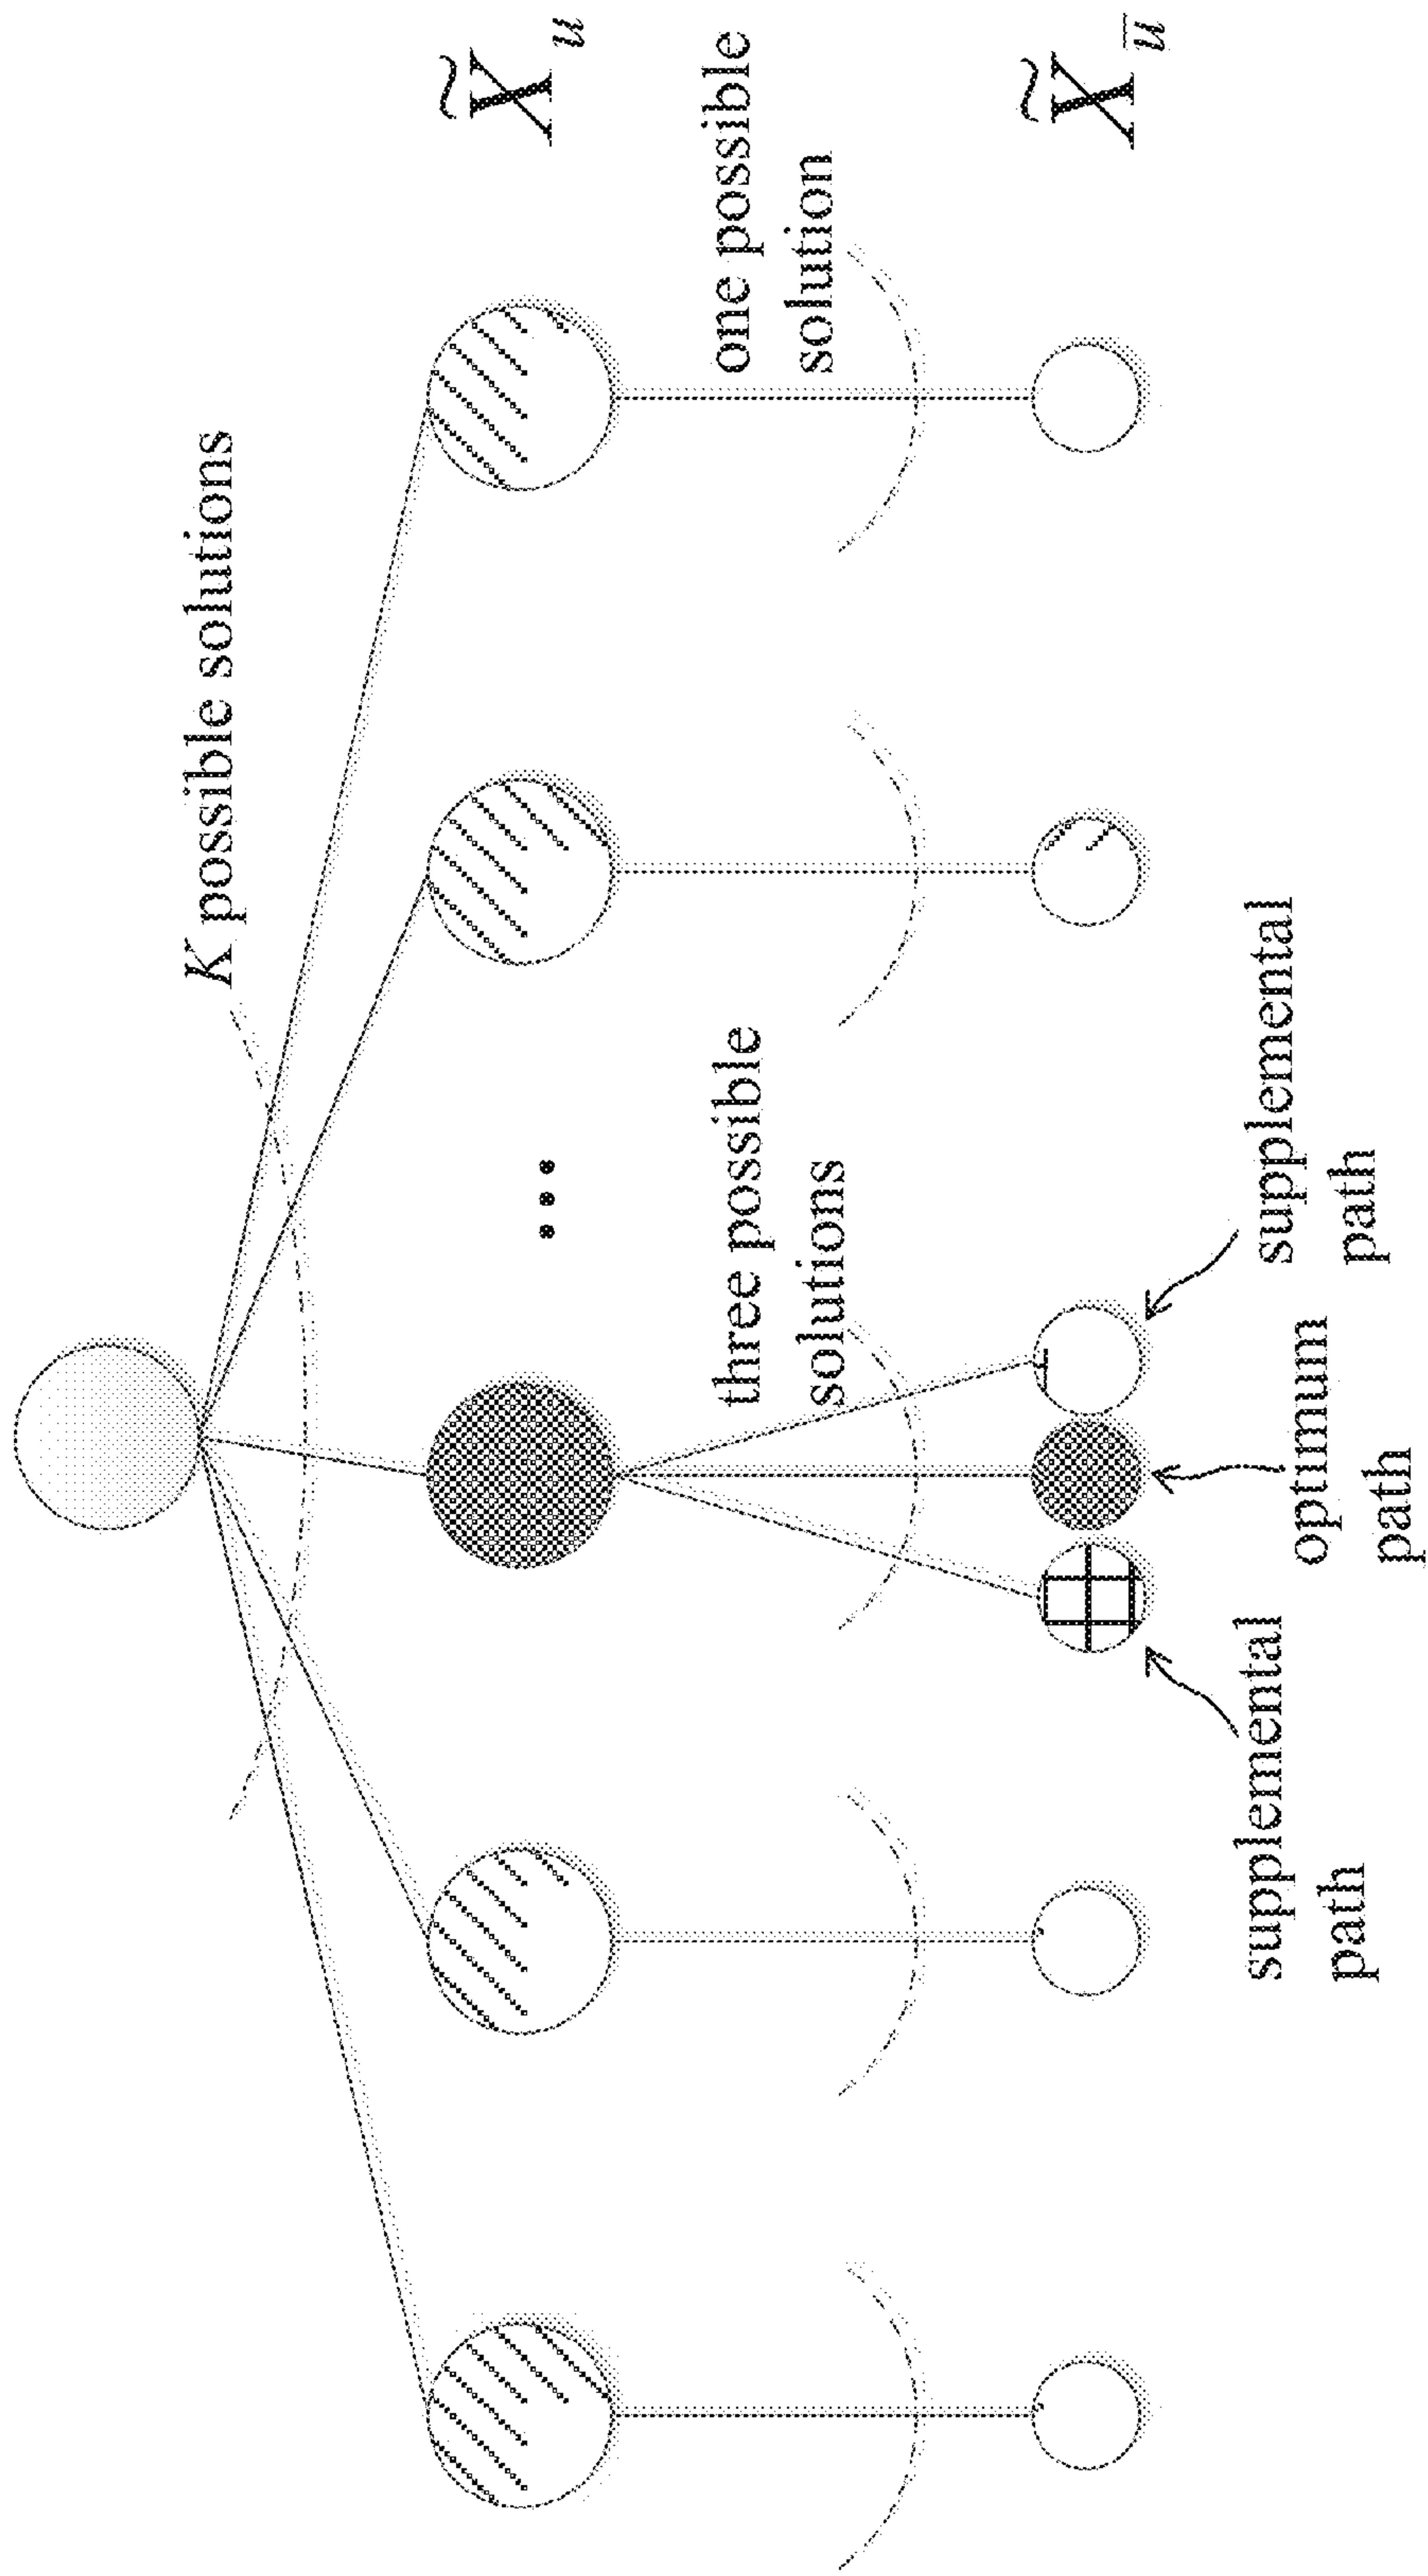 K possible solutions
X̃ u
three possible
solutions
one possible
solution
X̃ u̅
supplemental
path
optimum
path
supplemental
path